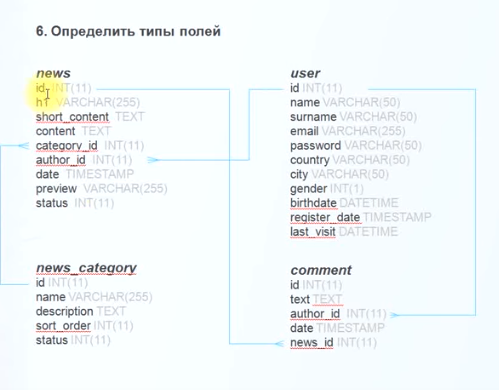 6. Определить типы полей
news
id INT(11)
h1 VARCHAR(255)
short_content TEXT
content TEXT
category_id INT(11)
author_id INT(11)
date TIMESTAMP
preview VARCHAR(255)
status INT(11)
user
id INT(11)
name VARCHAR(50)
surname VARCHAR(50)
email VARCHAR(255)
password VARCHAR(50)
country VARCHAR(50)
city VARCHAR(50)
gender INT(1)
birthdate DATETIME
register_date TIMESTAMP
last_visit DATETIME
news_category
id INT(11)
name VARCHAR(255)
description TEXT
sort_order INT(11)
status INT(11)
comment
id INT(11)
text TEXT
author_id INT(11)
date TIMESTAMP
news_id INT(11)